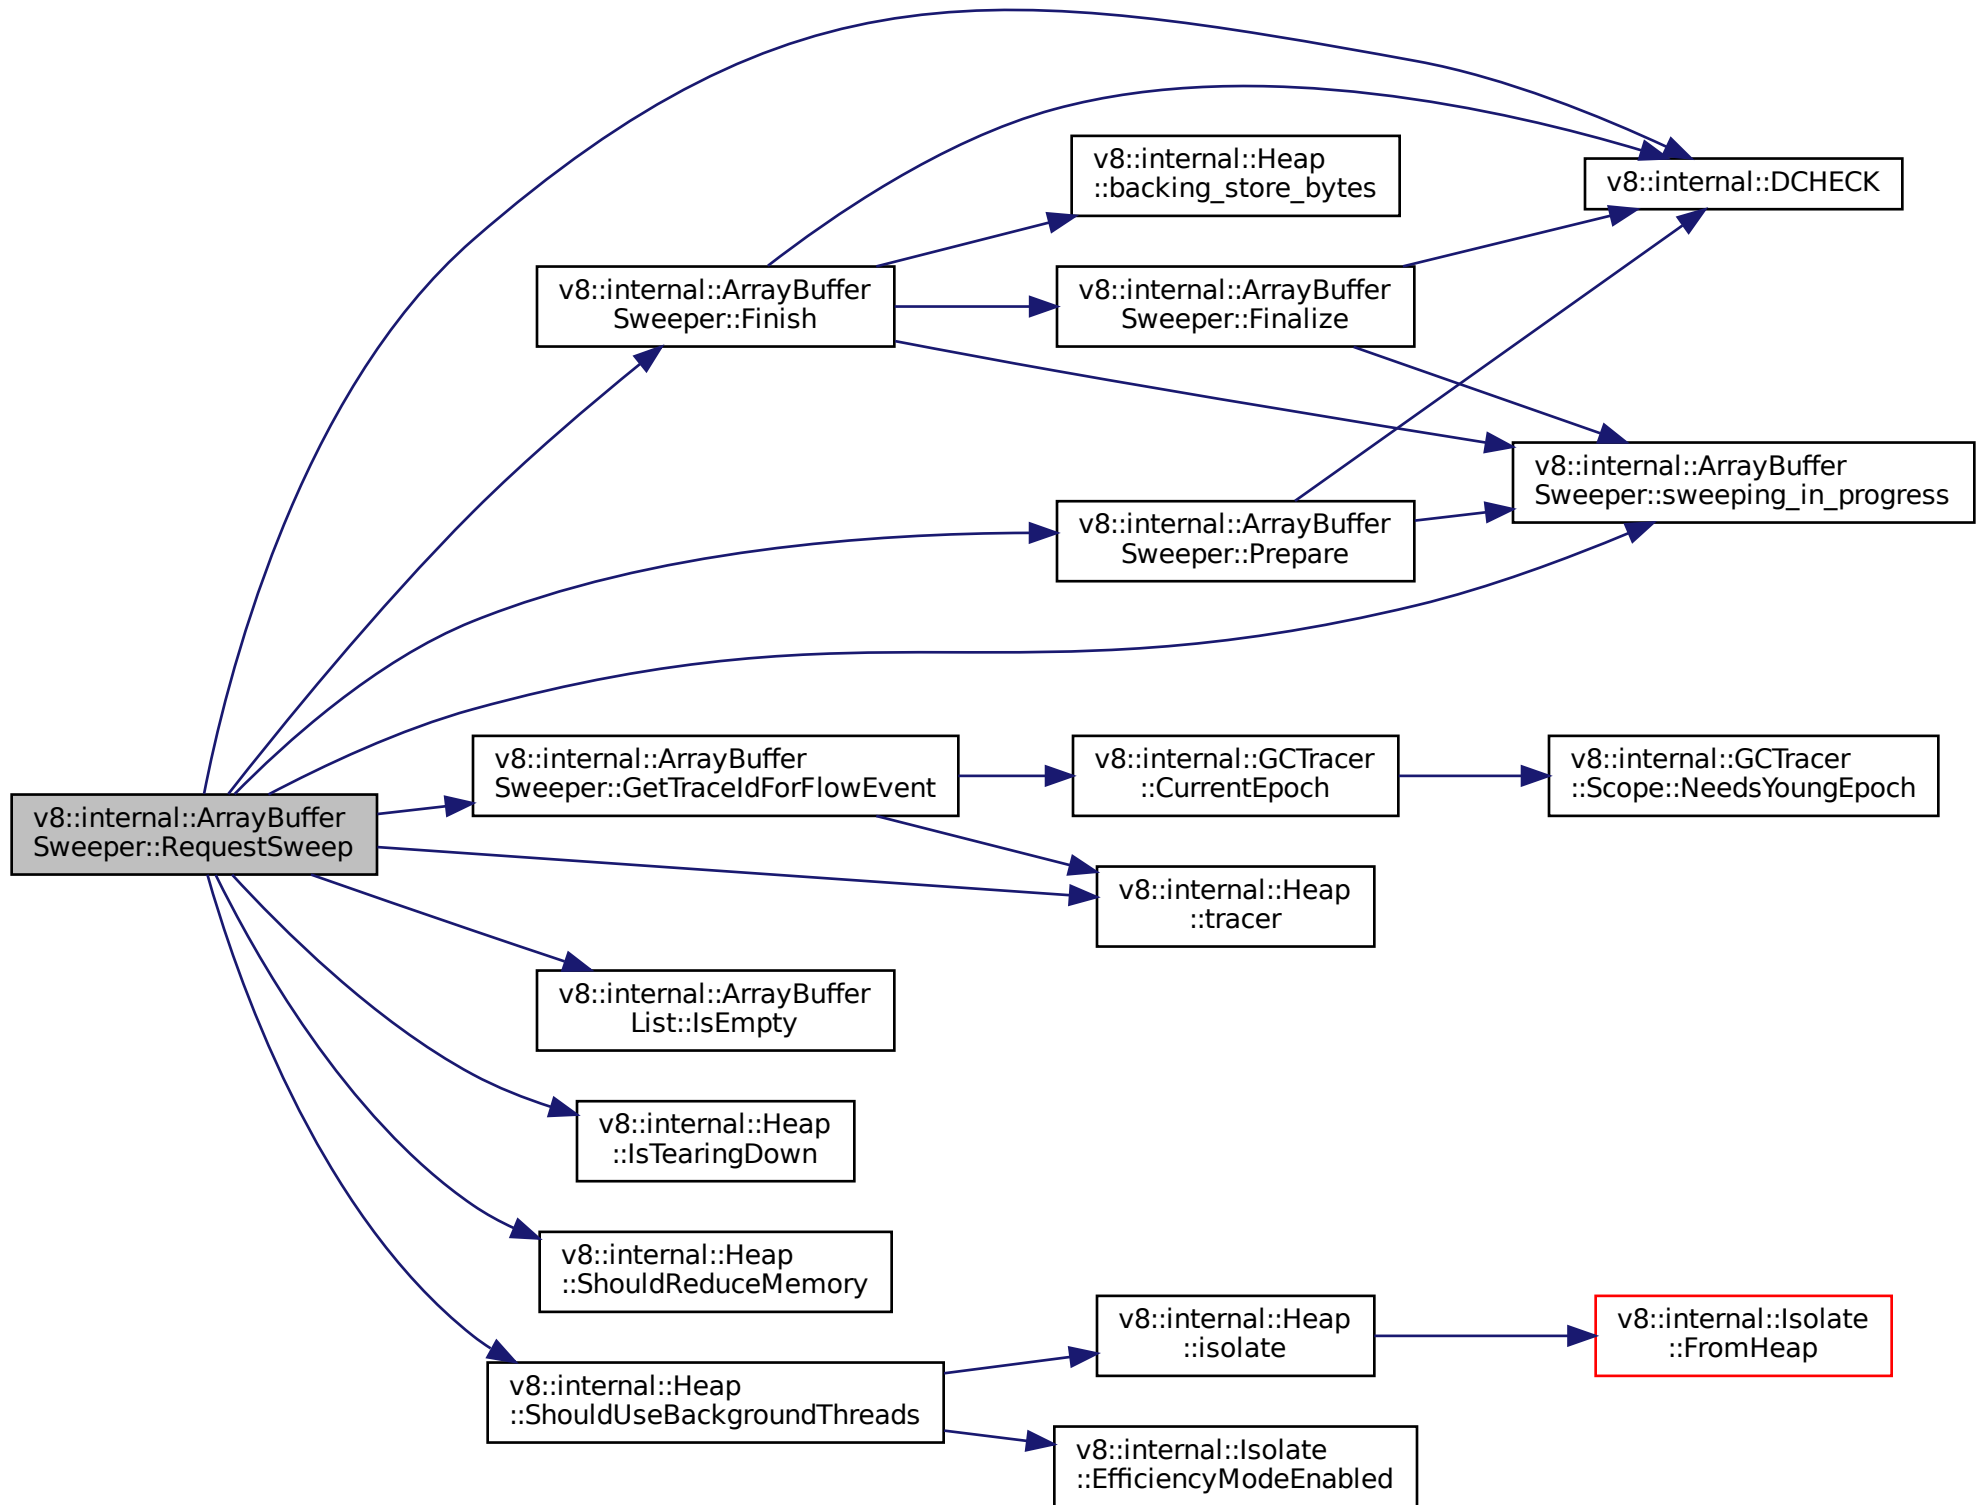 v8::internal::Heap
::backing_store_bytes
v8::internal::DCHECK
v8::internal::ArrayBuffer
Sweeper::Finish
v8::internal::ArrayBuffer
Sweeper::Finalize
v8::internal::ArrayBuffer
Sweeper::sweeping_in_progress
v8::internal::ArrayBuffer
Sweeper::Prepare
v8::internal::ArrayBuffer
Sweeper::GetTraceIdForFlowEvent
v8::internal::GCTracer
::CurrentEpoch
v8::internal::GCTracer
::Scope::NeedsYoungEpoch
v8::internal::ArrayBuffer
Sweeper::RequestSweep
v8::internal::Heap
::tracer
v8::internal::ArrayBuffer
List::IsEmpty
v8::internal::Heap
::IsTearingDown
v8::internal::Heap
::ShouldReduceMemory
v8::internal::Heap
::isolate
v8::internal::Isolate
::FromHeap
v8::internal::Heap
::ShouldUseBackgroundThreads
v8::internal::Isolate
::EfficiencyModeEnabled